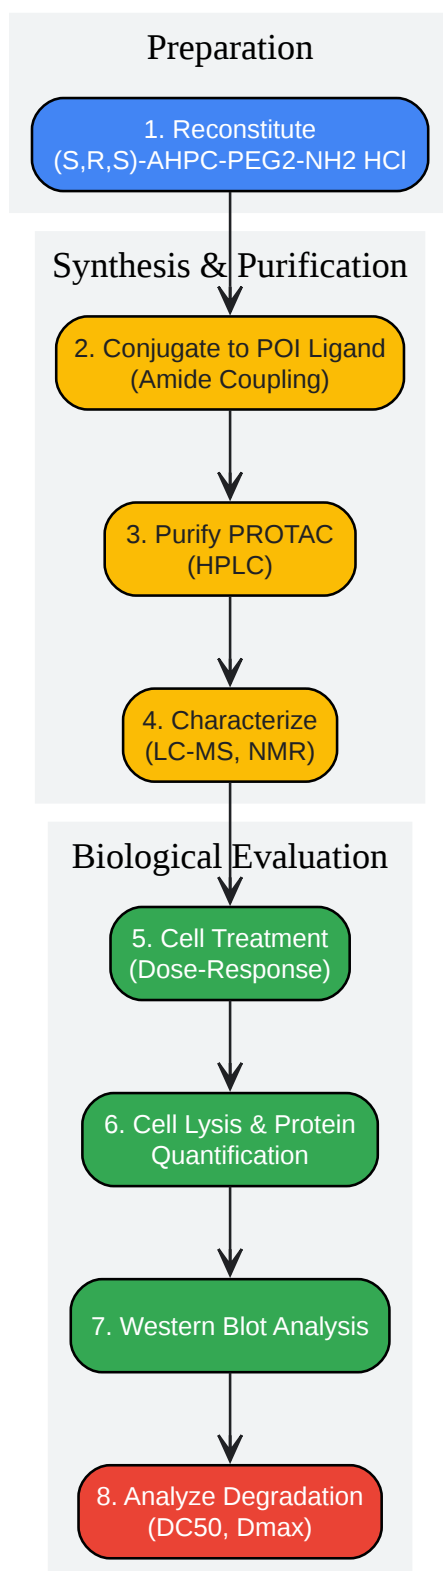 Preparation
1. Reconstitute
(S,R,S)-AHPC-PEG2-NH2 HCl
Synthesis & Purification
2. Conjugate to POI Ligand
(Amide Coupling)
3. Purify PROTAC
(HPLC)
4. Characterize
(LC-MS, NMR)
Biological Evaluation
5. Cell Treatment
(Dose-Response)
6. Cell Lysis & Protein
Quantification
7. Western Blot Analysis
8. Analyze Degradation
(DC50, Dmax)